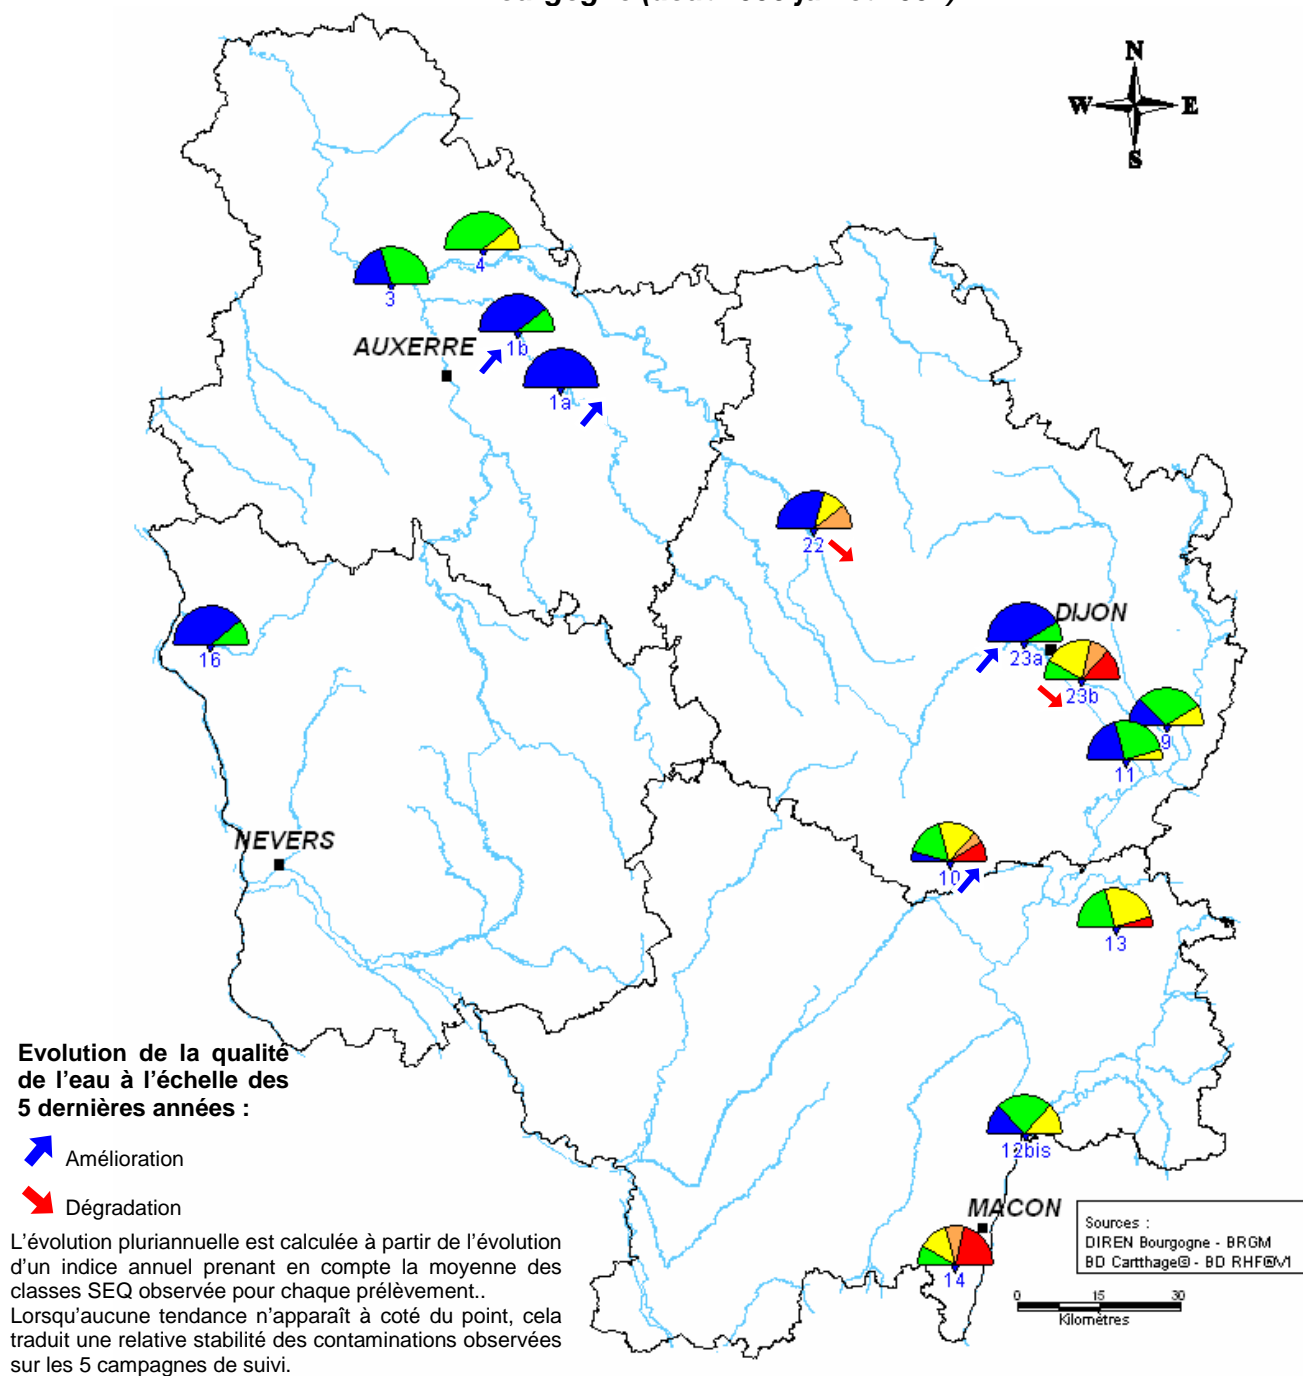 N
W E
S
4
3
1b
AUXERRE
1a
22
16
DIJON
23a
23b
9
11
NEVERS
10
13
Evolution de la qualité
de l'eau à l'échelle des
5 dernières années :
Amélioration
Dégradation
12bis
MACON
14
L'évolution pluriannuelle est calculée à partir de l'évolution
d'un indice annuel prenant en compte la moyenne des
classes SEQ observée pour chaque prélèvement..
Lorsqu'aucune tendance n'apparaît à coté du point, cela
traduit une relative stabilité des contaminations observées
sur les 5 campagnes de suivi.
Sources :
DIREN Bourgogne - BRGM
BD Cartthage® - BD RHF®V1
0 15 30
Kilomètres